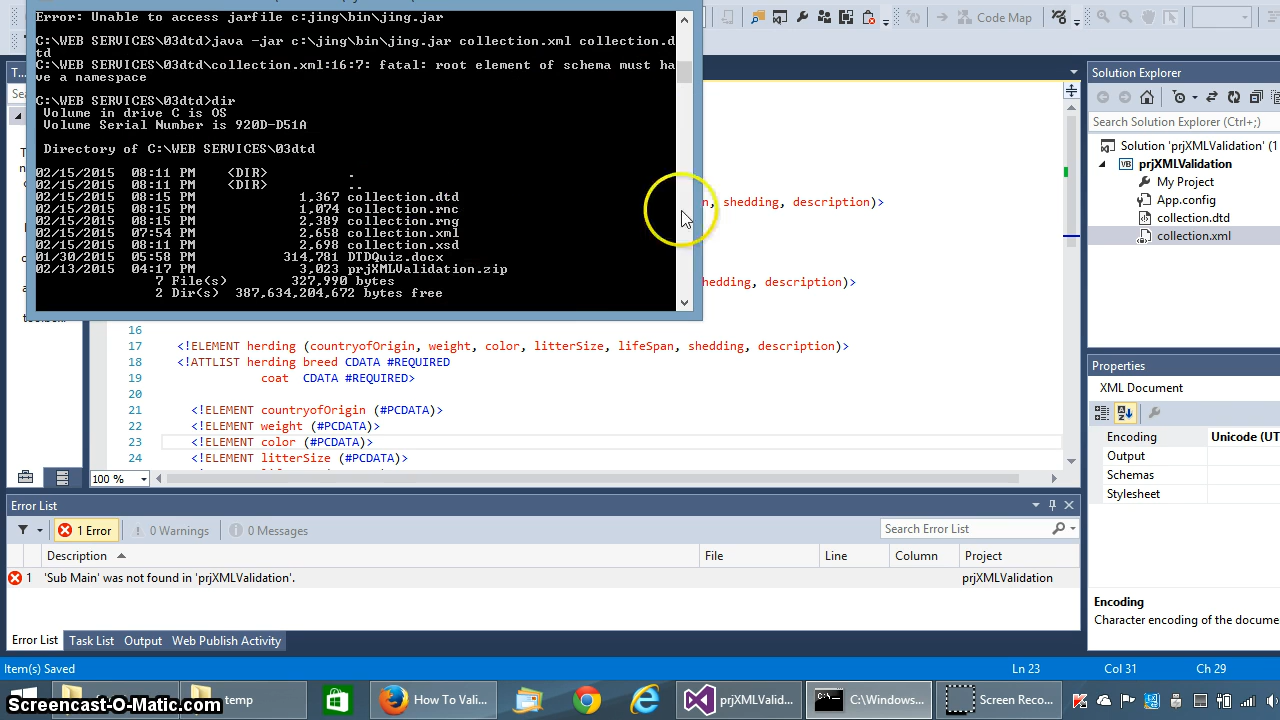 Error: Unable to access jarfile c:jing\bin\jing.jar
C:\WEB SERVICES\03dtd>java -jar c:\jing\bin\jing.jar collection.xml collection.d
td
C:\WEB SERVICES\03dtd\collection.xml:16:7: fatal: root element of schema must ha
ve a namespace
C:\WEB SERVICES\03dtd>dir
Volume in drive C is OS
Volume Serial Number is 920D-D51A
Directory of C:\WEB SERVICES\03dtd
02/15/2015 08:11 PM <DIR> .
02/15/2015 08:11 PM <DIR> ..
02/15/2015 08:15 PM 1,367 collection.dtd
02/15/2015 08:15 PM 1,074 collection.rnc
02/15/2015 08:15 PM 2,389 collection.rng
02/15/2015 07:54 PM 2,658 collection.xml
02/15/2015 08:11 PM 2,698 collection.xsd
01/30/2015 05:58 PM 314,781 DTDQuiz.docx
02/13/2015 04:17 PM 3,023 prjXMLValidation.zip
7 File(s) 327,990 bytes
2 Dir(s) 387,634,204,672 bytes free
Code Map
T...
Sea
, shedding, description)>
shedding, description)>
16
17 <!ELEMENT herding (countryofOrigin, weight, color, litterSize, lifeSpan, shedding, description)>
18 <!ATTLIST herding breed CDATA #REQUIRED
19 coat CDATA #REQUIRED>
20
21 <!ELEMENT countryofOrigin (#PCDATA)>
22 <!ELEMENT weight (#PCDATA)>
23 <!ELEMENT color (#PCDATA)>
24 <!ELEMENT litterSize (#PCDATA)>
100 %
Solution Explorer
Search Solution Explorer (Ctrl+;)
Solution 'prjXMLValidation' (1
prjXMLValidation
My Project
App.config
collection.dtd
collection.xml
Properties
XML Document
Encoding Unicode (UT
Output
Schemas
Stylesheet
Encoding
Character encoding of the docume
Error List
1 Error
0 Warnings
0 Messages
Search Error List
Description File Line Column Project
1 'Sub Main' was not found in 'prjXMLValidation'. prjXMLValidation
Error List Task List Output Web Publish Activity
Item(s) Saved Ln 23 Col 31 Ch 29
temp
How To Vali...
prjXMLValid...
C:\Windows...
Screen Reco...
Screencast-O-Matic.com